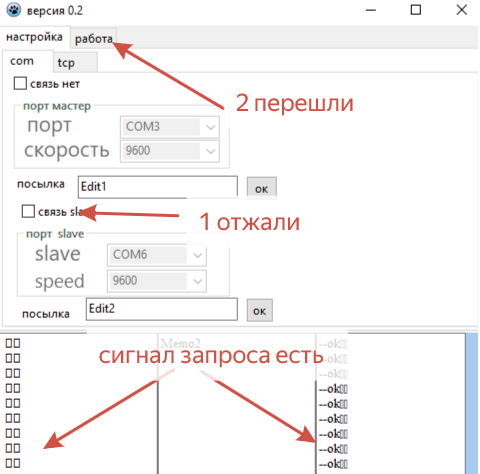 версия 0.2
настройка работа
com tcp
2 перешли
связь нет
порт мастер
порт COM3
скорость 9600
посылка Edit1 ок
связь sla
1 отжали
порт slave
slave COM6
speed 9600
посылка Edit2 ок
Memo2 --ok
сигнал запроса есть
--ok
--ok
--ok
--ok
--ok
--ok
--ok